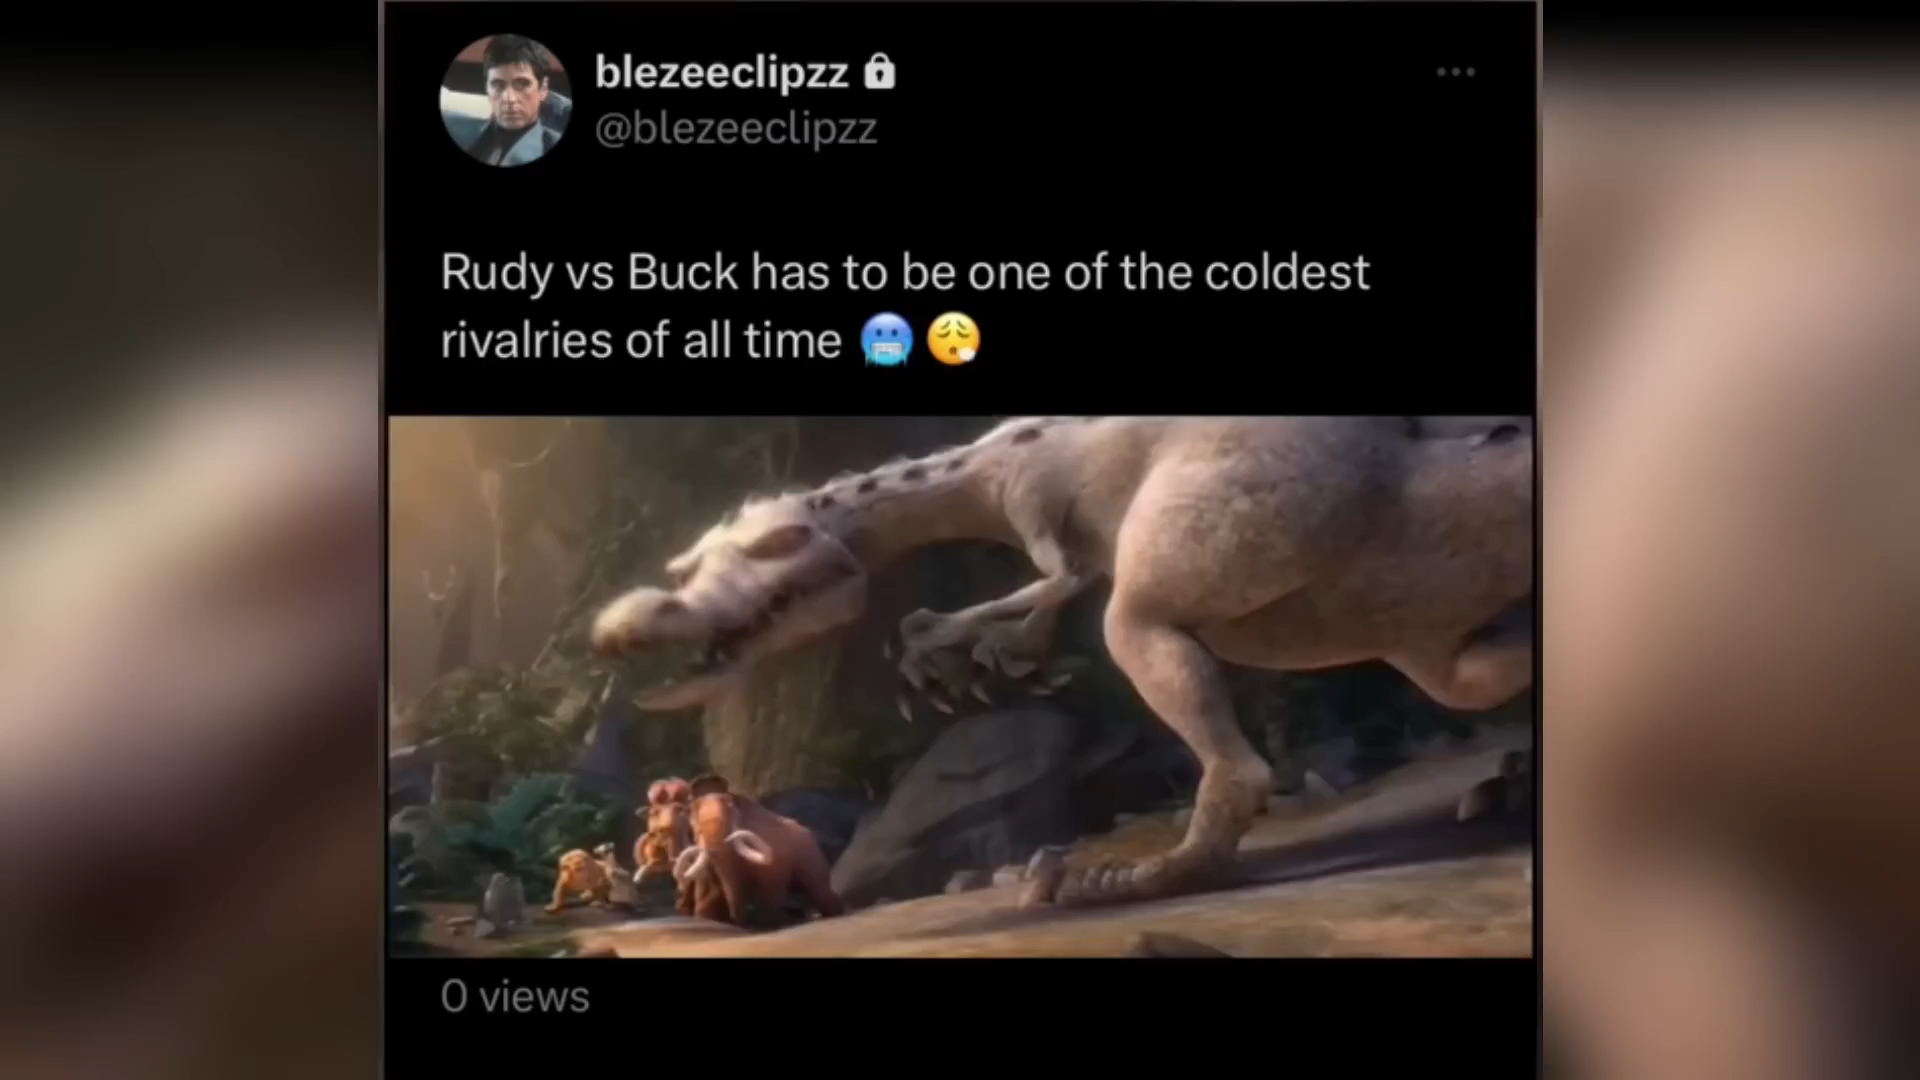 blezeeclipzz
@blezeeclipzz
Rudy vs Buck has to be one of the coldest
rivalries of all time 🥶 😮‍💨
0 views